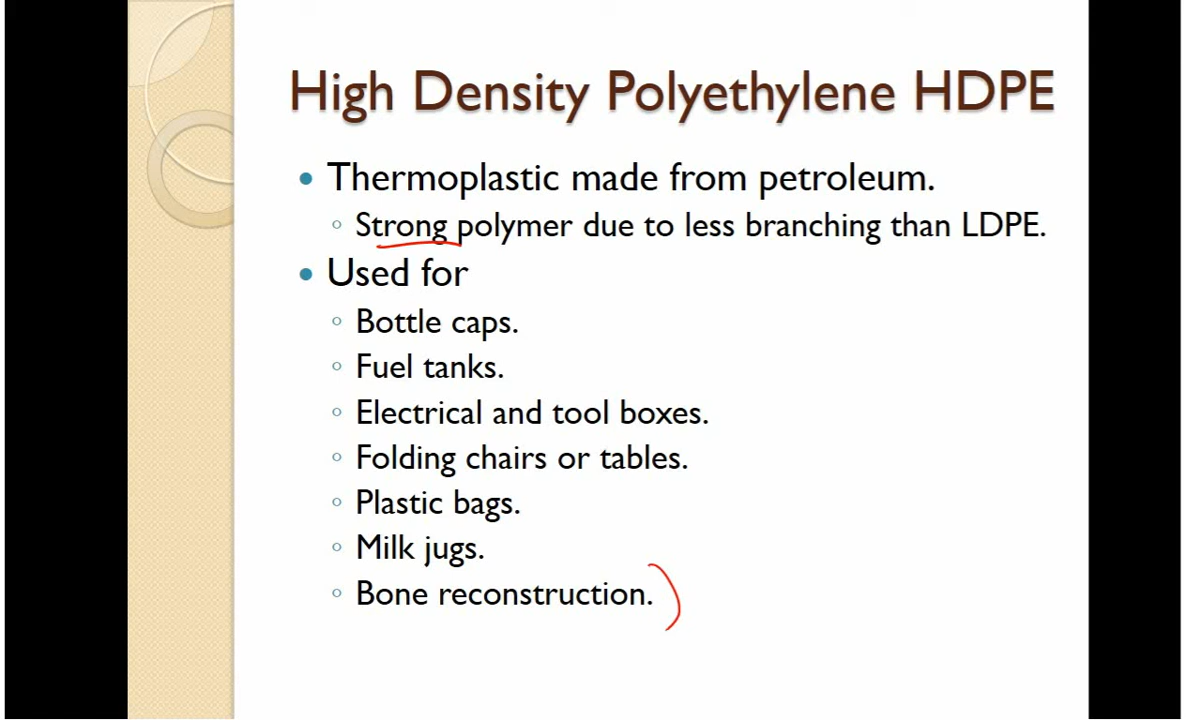 High Density Polyethylene HDPE
• Thermoplastic made from petroleum.
◦ Strong polymer due to less branching than LDPE.
• Used for
◦ Bottle caps.
◦ Fuel tanks.
◦ Electrical and tool boxes.
◦ Folding chairs or tables.
◦ Plastic bags.
◦ Milk jugs.
◦ Bone reconstruction.